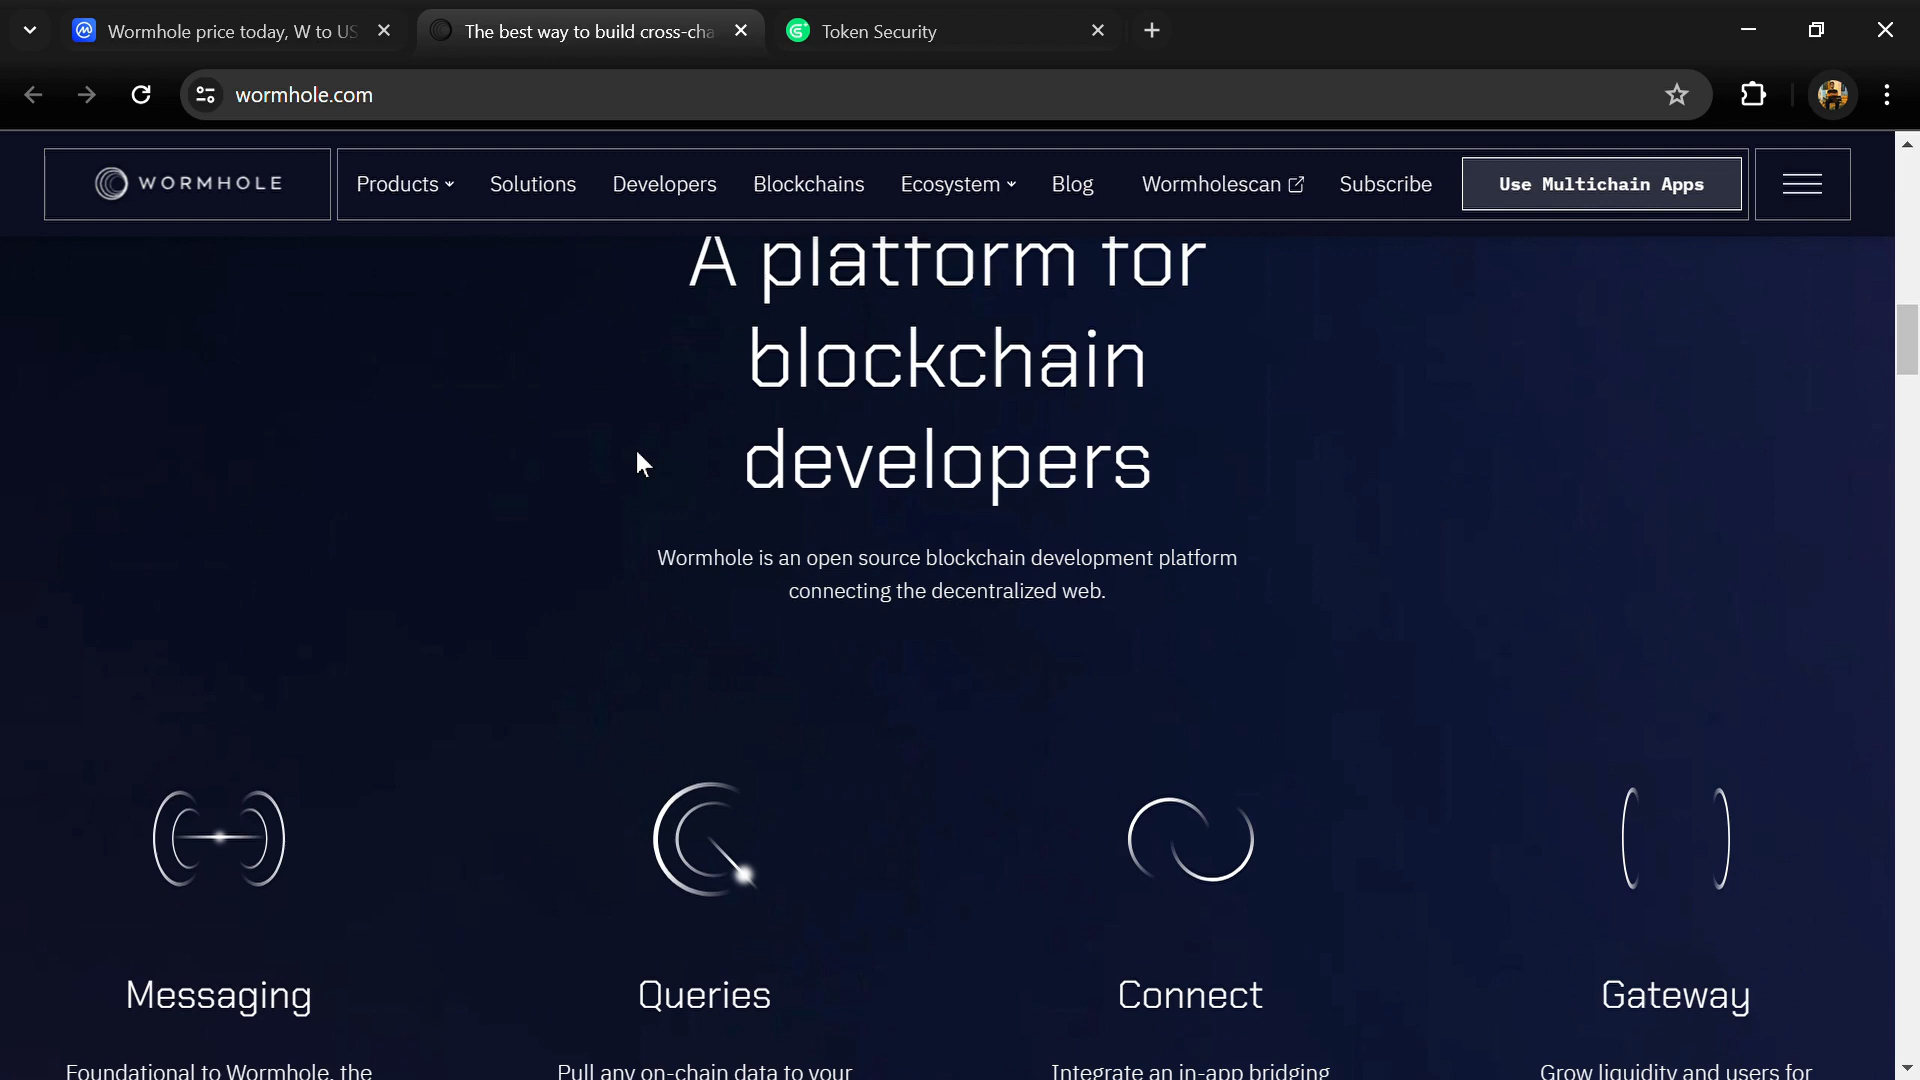 Wormhole price today, W to US
The best way to build cross-cha
Token Security
wormhole.com
WORMHOLE
Products
Solutions
Developers
Blockchains
Ecosystem
Blog
Wormholescan
Subscribe
Use Multichain Apps
A platform for
blockchain
developers
Wormhole is an open source blockchain development platform
connecting the decentralized web.
Messaging
Queries
Connect
Gateway
Foundational to Wormhole, the
Pull any on-chain data to your
Integrate an in-app bridging
Grow liquidity and users for